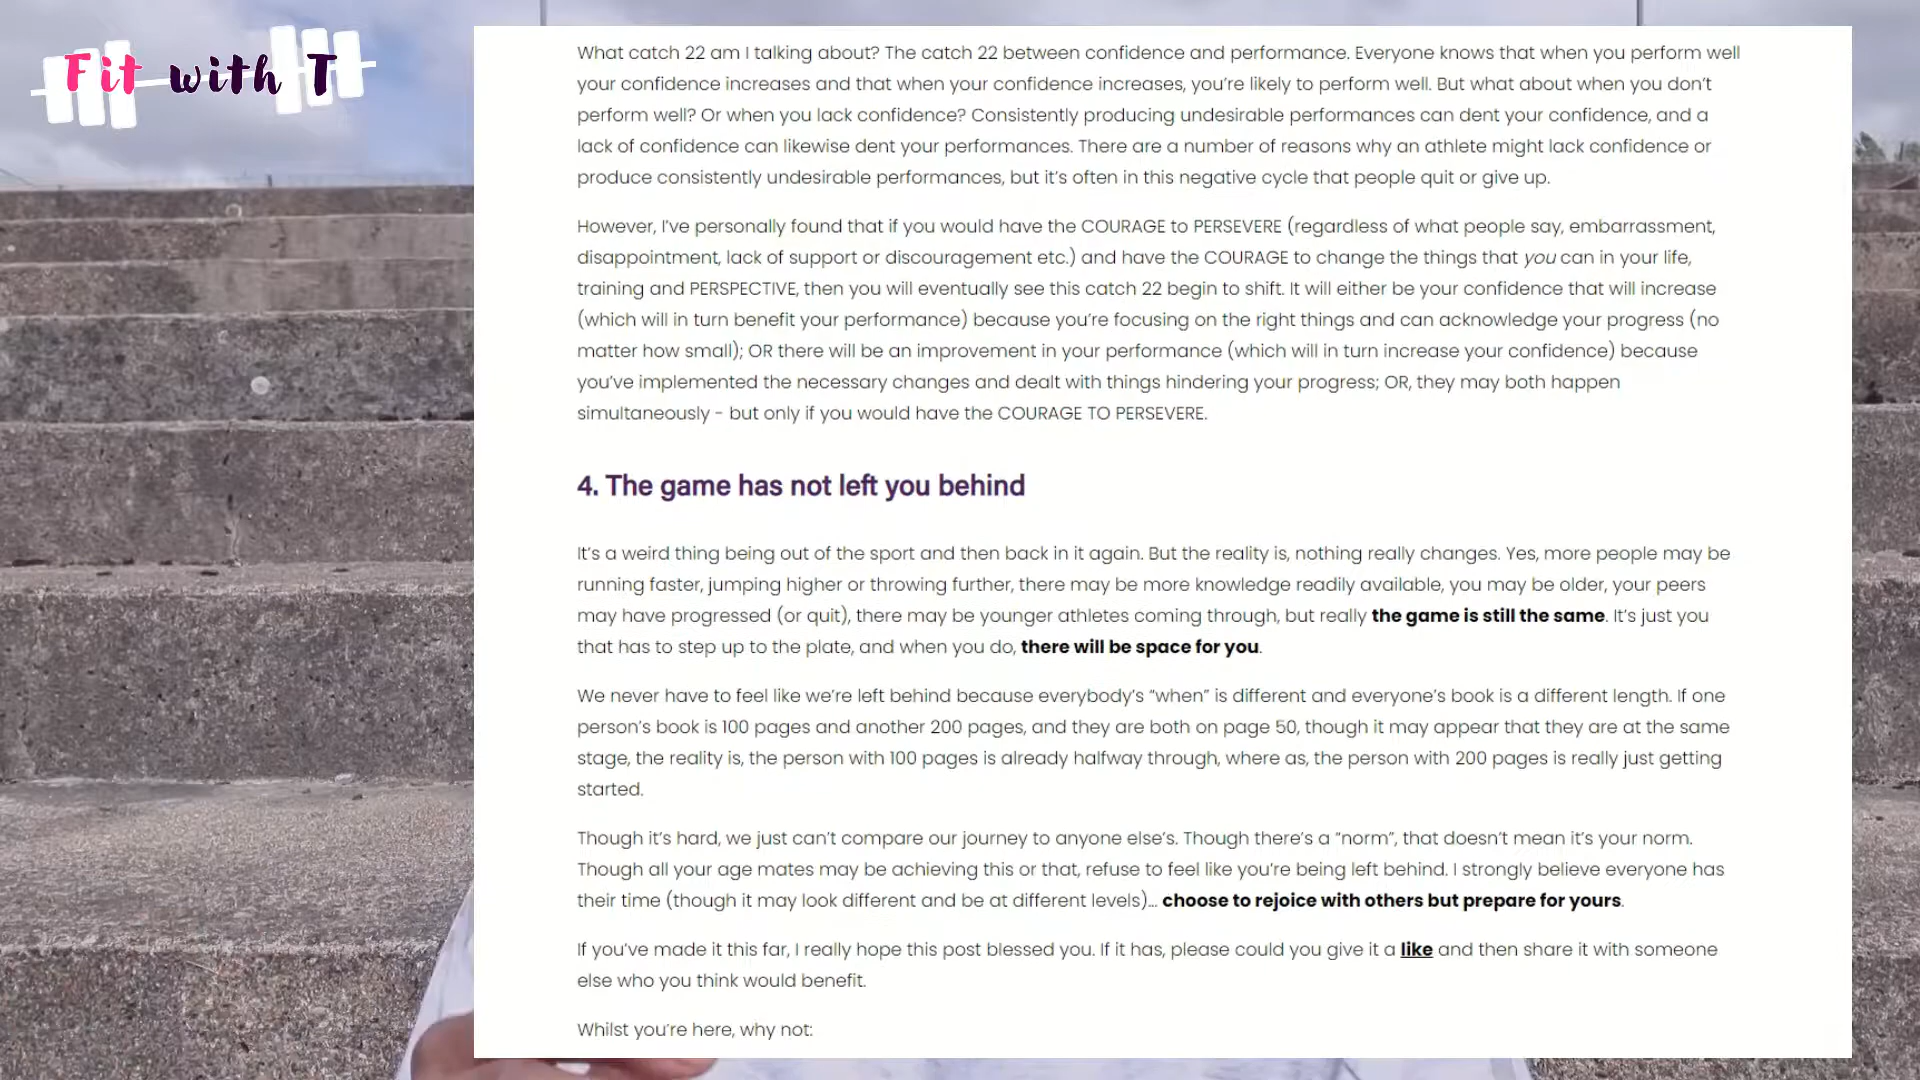 Fit with T
What catch 22 am I talking about? The catch 22 between confidence and performance. Everyone knows that when you perform well
your confidence increases and that when your confidence increases, you’re likely to perform well. But what about when you don’t
perform well? Or when you lack confidence? Consistently producing undesirable performances can dent your confidence, and a
lack of confidence can likewise dent your performances. There are a number of reasons why an athlete might lack confidence or
produce consistently undesirable performances, but it’s often in this negative cycle that people quit or give up.
However, I’ve personally found that if you would have the COURAGE to PERSEVERE (regardless of what people say, embarrassment,
disappointment, lack of support or discouragement etc.) and have the COURAGE to change the things that you can in your life,
training and PERSPECTIVE, then you will eventually see this catch 22 begin to shift. It will either be your confidence that will increase
(which will in turn benefit your performance) because you’re focusing on the right things and can acknowledge your progress (no
matter how small); OR there will be an improvement in your performance (which will in turn increase your confidence) because
you’ve implemented the necessary changes and dealt with things hindering your progress; OR, they may both happen
simultaneously - but only if you would have the COURAGE TO PERSEVERE.
4. The game has not left you behind
It’s a weird thing being out of the sport and then back in it again. But the reality is, nothing really changes. Yes, more people may be
running faster, jumping higher or throwing further, there may be more knowledge readily available, you may be older, your peers
may have progressed (or quit), there may be younger athletes coming through, but really the game is still the same. It’s just you
that has to step up to the plate, and when you do, there will be space for you.
We never have to feel like we’re left behind because everybody’s “when” is different and everyone’s book is a different length. If one
person’s book is 100 pages and another 200 pages, and they are both on page 50, though it may appear that they are at the same
stage, the reality is, the person with 100 pages is already halfway through, where as, the person with 200 pages is really just getting
started.
Though it’s hard, we just can’t compare our journey to anyone else’s. Though there’s a “norm”, that doesn’t mean it’s your norm.
Though all your age mates may be achieving this or that, refuse to feel like you’re being left behind. I strongly believe everyone has
their time (though it may look different and be at different levels)... choose to rejoice with others but prepare for yours.
If you’ve made it this far, I really hope this post blessed you. If it has, please could you give it a like and then share it with someone
else who you think would benefit.
Whilst you’re here, why not: